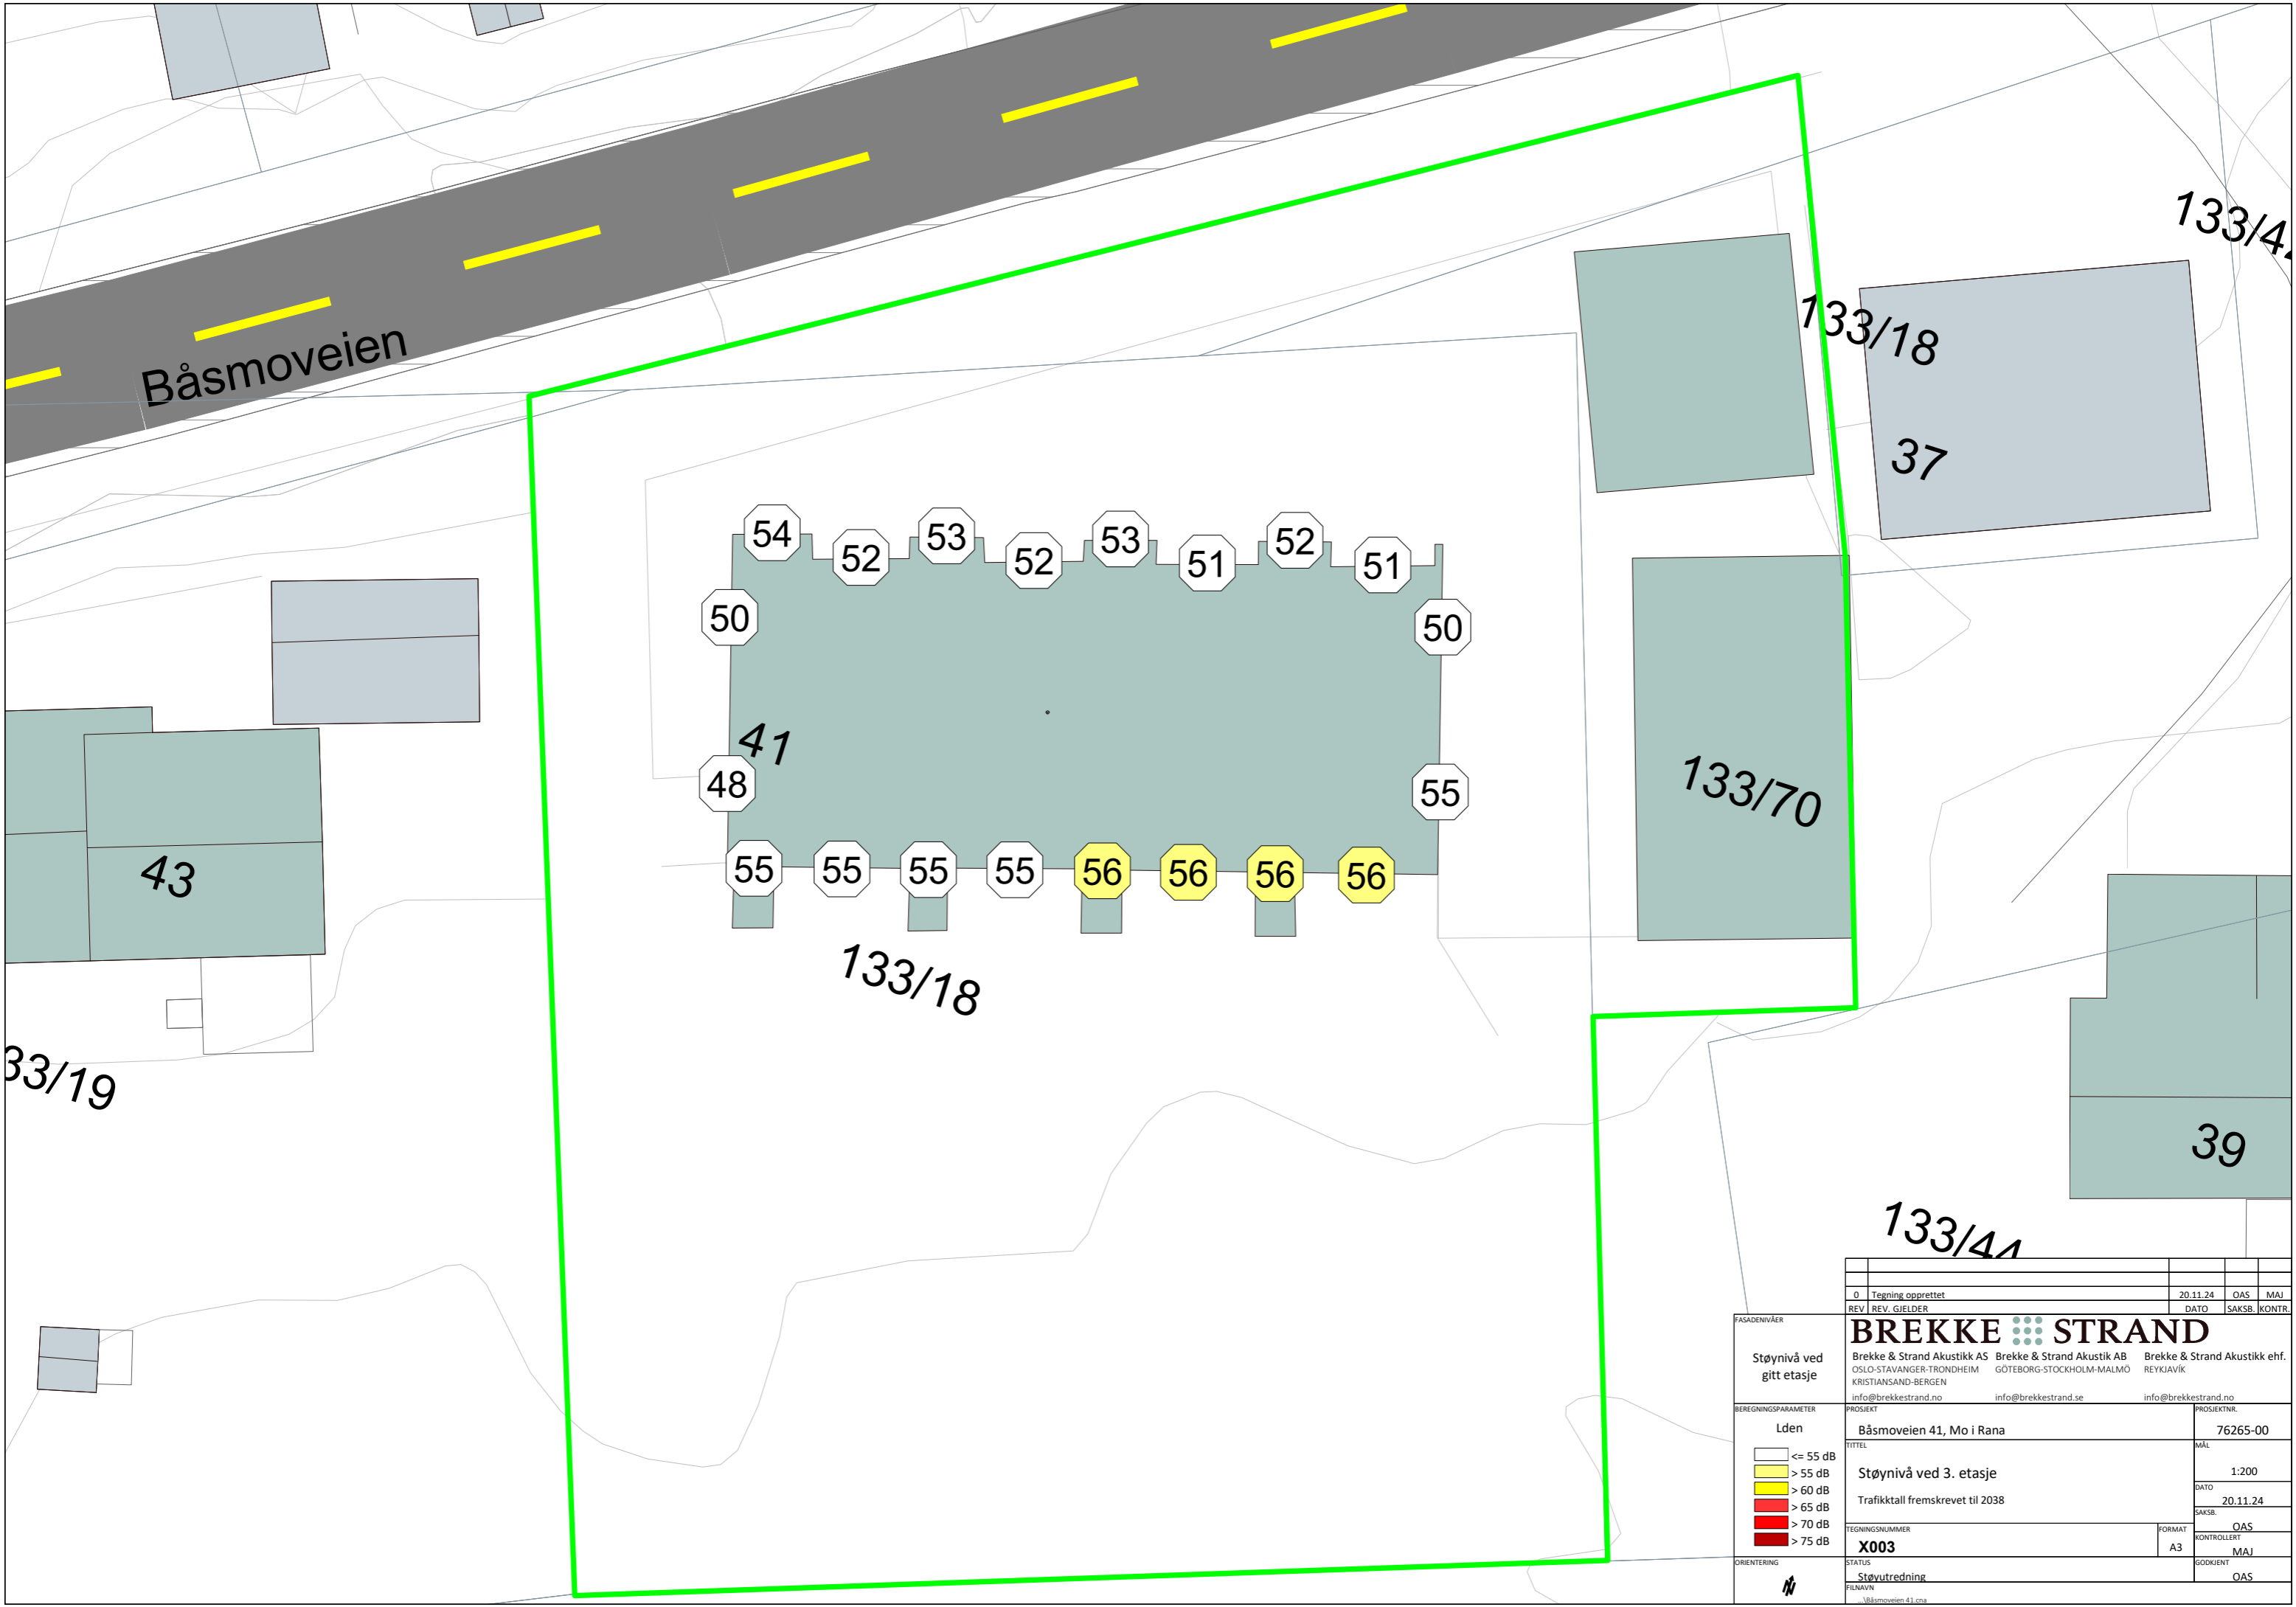 133/4
Båsmoveien
133/18
37
54
52
53
52
53
51
52
51
50
50
41
48
55
133/70
43
55
55
55
55
56
56
56
56
133/18
33/19
39
133/44
0 Tegning opprettet 20.11.24 OAS MAJ
REV REV. GJELDER DATO SAKSB. KONTR.
FASADENIVÅER
Støynivå ved
gitt etasje
BREKKE STRAND
Brekke & Strand Akustikk AS Brekke & Strand Akustik AB Brekke & Strand Akustikk ehf.
OSLO-STAVANGER-TRONDHEIM GÖTEBORG-STOCKHOLM-MALMÖ REYKJAVÍK
KRISTIANSAND-BERGEN
info@brekkestrand.no info@brekkestrand.se info@brekkestrand.no
BEREGNINGSPARAMETER
Lden
<= 55 dB
> 55 dB
> 60 dB
> 65 dB
> 70 dB
> 75 dB
ORIENTERING
N
PROSJEKT
Båsmoveien 41, Mo i Rana
PROSJEKTNR.
76265-00
TITTEL
Støynivå ved 3. etasje
Trafikktall fremskrevet til 2038
MÅL
1:200
DATO
20.11.24
SAKSB.
OAS
TEGNINGSNUMMER
X003
FORMAT
A3
KONTROLLERT
MAJ
STATUS
Støyutredning
GODKJENT
OAS
FILNAVN
...\Båsmoveien 41.cna